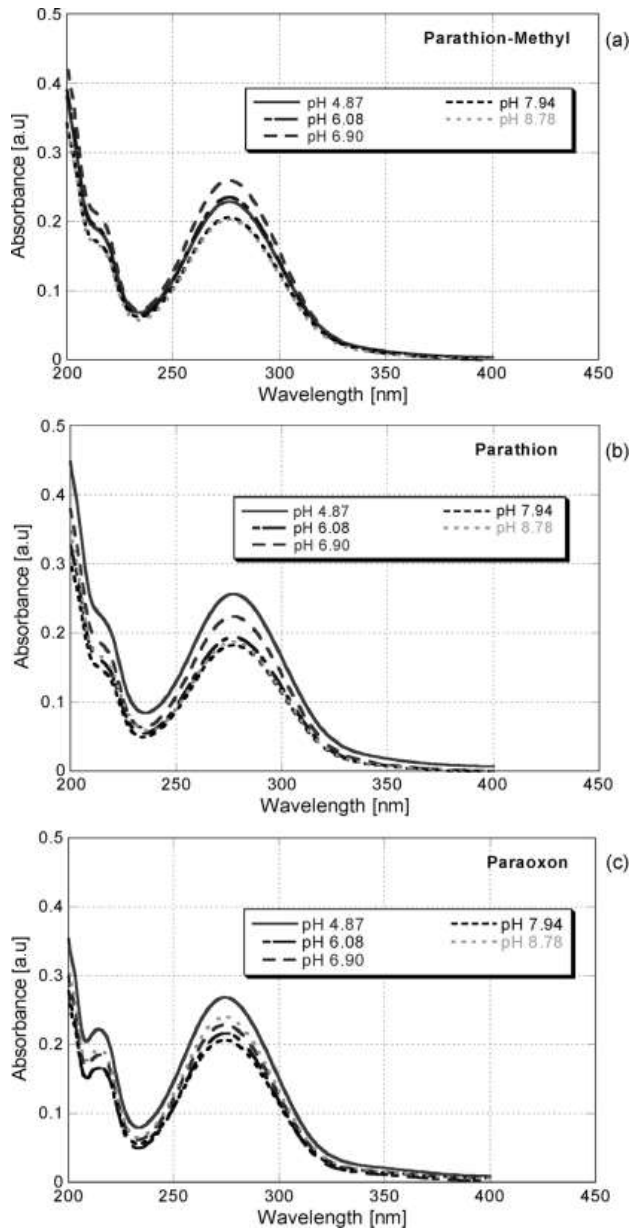 Parathion-Methyl (a)
0.5
0.4
0.3
0.2
0.1
0
Absorbance [a.u]
pH 4.87 pH 7.94
pH 6.08 pH 8.78
pH 6.90
200 250 300 350 400 450
Wavelength [nm]
Parathion (b)
0.5
0.4
0.3
0.2
0.1
0
Absorbance [a.u]
pH 4.87 pH 7.94
pH 6.08 pH 8.78
pH 6.90
200 250 300 350 400 450
Wavelength [nm]
Paraoxon (c)
0.5
0.4
0.3
0.2
0.1
0
Absorbance [a.u]
pH 4.87 pH 7.94
pH 6.08 pH 8.78
pH 6.90
200 250 300 350 400 450
Wavelength [nm]